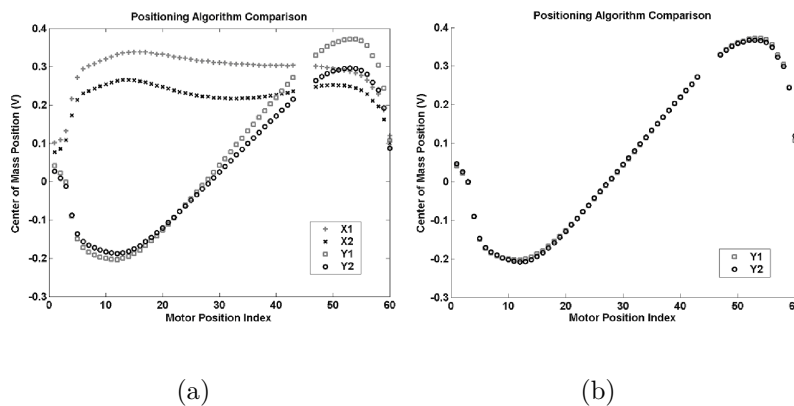 Positioning Algorithm Comparison
0.4
0.3
0.2
0.1
0
-0.1
-0.2
-0.3
Center of Mass Position (V)
X1
X2
Y1
Y2
0 10 20 30 40 50 60
Motor Position Index
(a)
Positioning Algorithm Comparison
0.4
0.3
0.2
0.1
0
-0.1
-0.2
-0.3
Center of Mass Position (V)
Y1
Y2
0 10 20 30 40 50 60
Motor Position Index
(b)